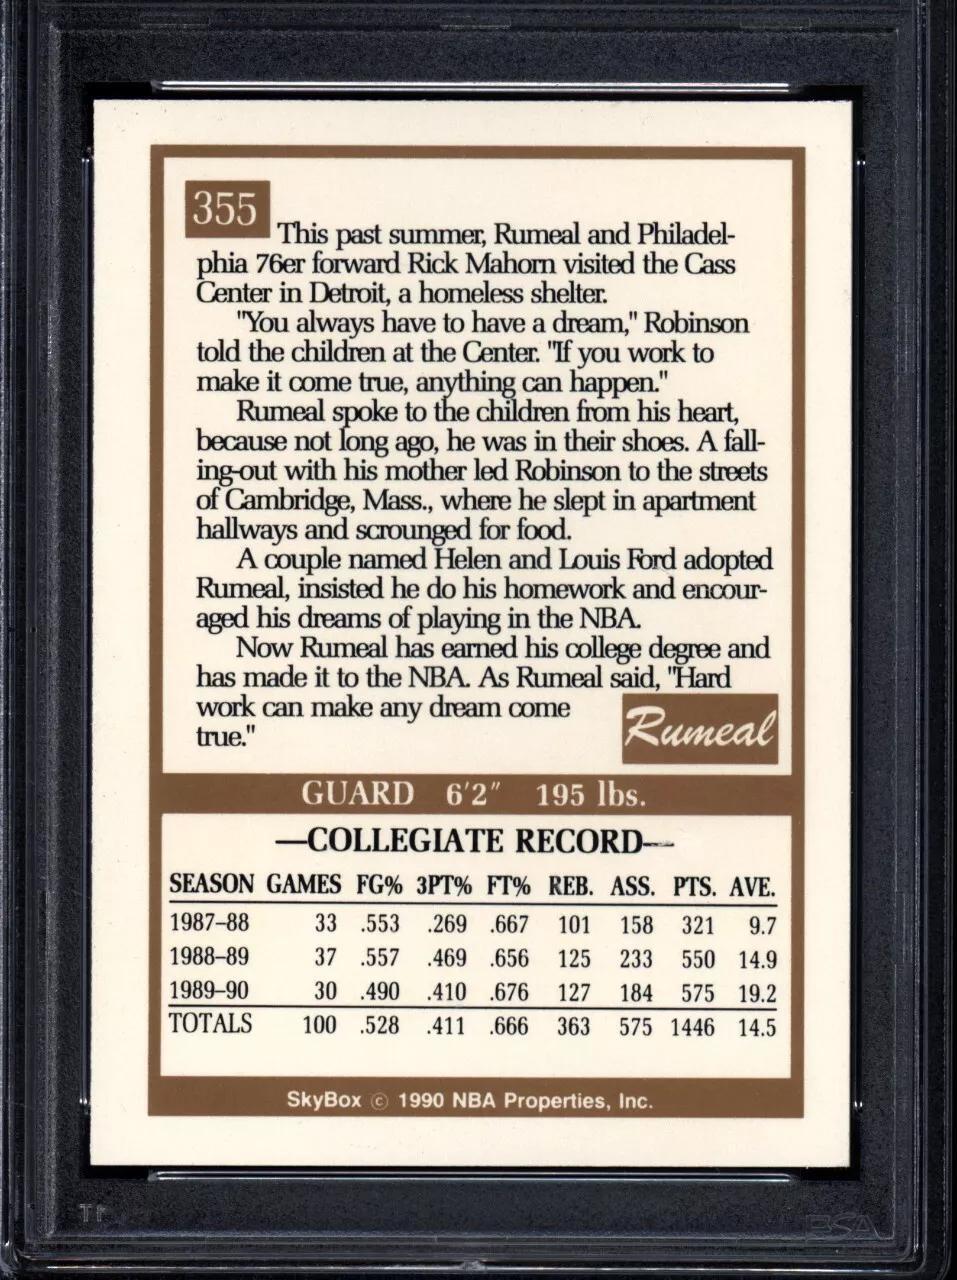 355
This past summer, Rumeal and Philadel-
phia 76er forward Rick Mahorn visited the Cass
Center in Detroit, a homeless shelter.
"You always have to have a dream," Robinson
told the children at the Center. "If you work to
make it come true, anything can happen."
Rumeal spoke to the children from his heart,
because not long ago, he was in their shoes. A fall-
ing-out with his mother led Robinson to the streets
of Cambridge, Mass., where he slept in apartment
hallways and scrounged for food.
A couple named Helen and Louis Ford adopted
Rumeal, insisted he do his homework and encour-
aged his dreams of playing in the NBA.
Now Rumeal has earned his college degree and
has made it to the NBA. As Rumeal said, "Hard
work can make any dream come
true."
Rumeal
GUARD 6'2" 195 lbs.
—COLLEGIATE RECORD—
SEASON GAMES FG% 3PT% FT% REB. ASS. PTS. AVE.
1987–88 33 .553 .269 .667 101 158 321 9.7
1988–89 37 .557 .469 .656 125 233 550 14.9
1989–90 30 .490 .410 .676 127 184 575 19.2
TOTALS 100 .528 .411 .666 363 575 1446 14.5
SkyBox © 1990 NBA Properties, Inc.